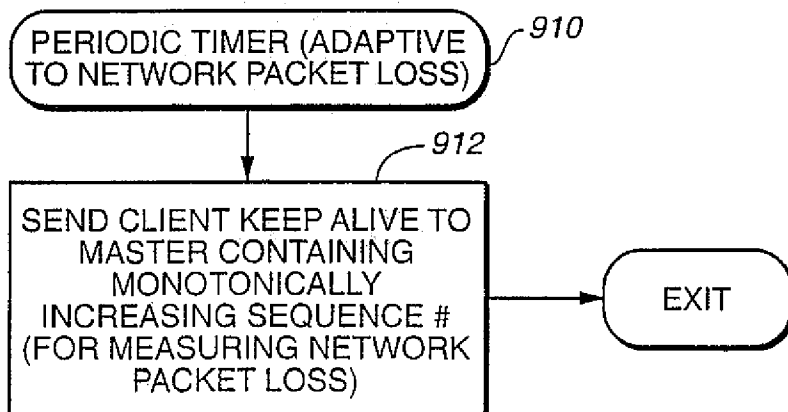 PERIODIC TIMER (ADAPTIVE
TO NETWORK PACKET LOSS)
910
912
SEND CLIENT KEEP ALIVE TO
MASTER CONTAINING
MONOTONICALLY
INCREASING SEQUENCE #
(FOR MEASURING NETWORK
PACKET LOSS)
EXIT